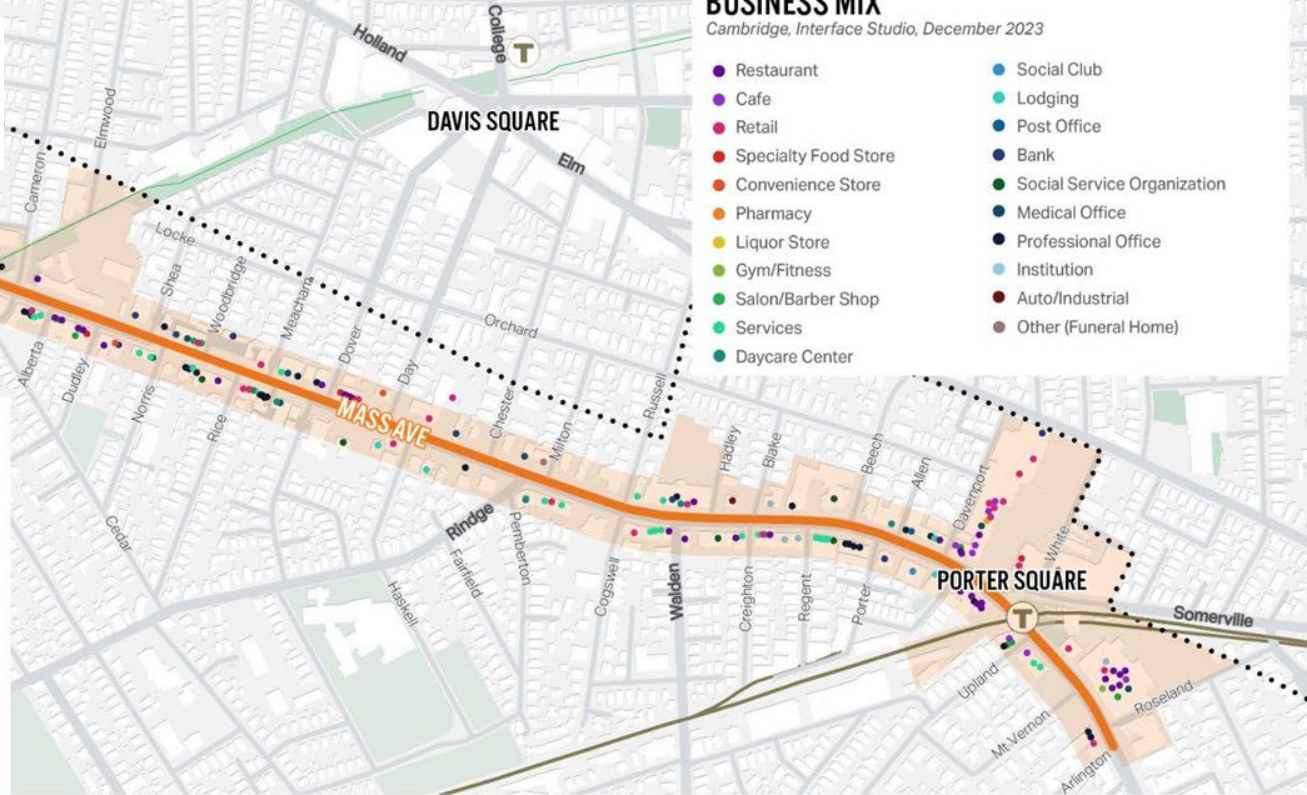 BUSINESS MIX
Cambridge, Interface Studio, December 2023
Restaurant
Cafe
Retail
Specialty Food Store
Convenience Store
Pharmacy
Liquor Store
Gym/Fitness
Salon/Barber Shop
Services
Daycare Center
Social Club
Lodging
Post Office
Bank
Social Service Organization
Medical Office
Professional Office
Institution
Auto/Industrial
Other (Funeral Home)
Holland
College
T
DAVIS SQUARE
Elm
Elmwood
Cameron
Locke
Shea
Woodbridge
Meacham
Orchard
Dover
Day
Chester
Milton
Russell
Hadley
Blake
Beech
Allen
Davenport
White
Alberta
Dudley
Norris
Rice
MASS AVE
Cedar
Rindge
Haskell
Fairfield
Pemberton
Cogswell
Walden
Creighton
Regent
Porter
PORTER SQUARE
T
Somerville
Upland
Mt Vernon
Roseland
Arlington